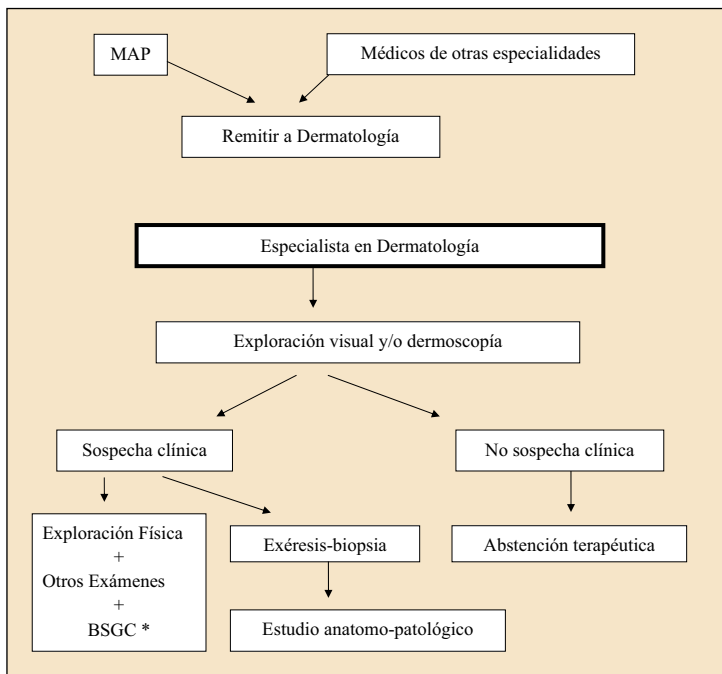 MAP
Médicos de otras especialidades
Remitir a Dermatología
Especialista en Dermatología
Exploración visual y/o dermoscopía
Sospecha clínica
No sospecha clínica
Exploración Física
+
Otros Exámenes
+
BSGC *
Exéresis-biopsia
Abstención terapéutica
Estudio anatomo-patológico